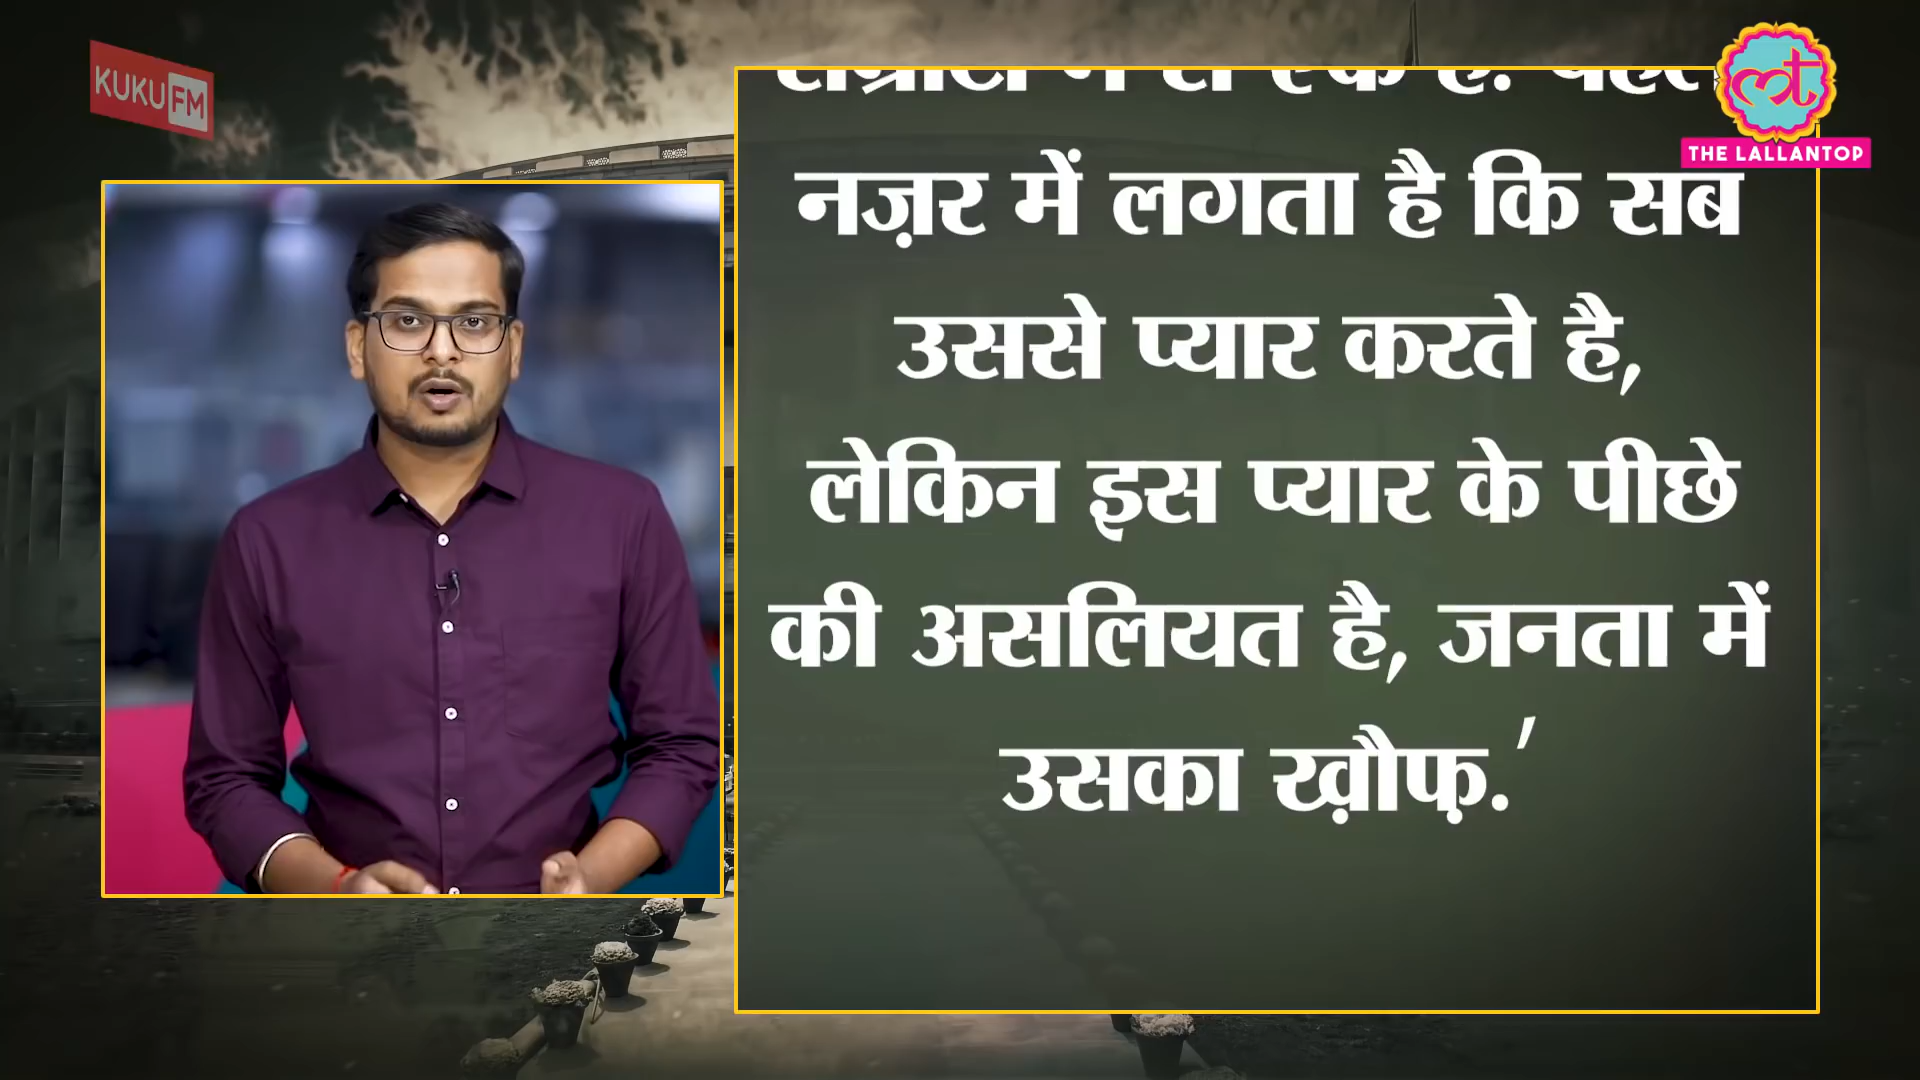 KUKU FM
THE LALLANTOP
नज़र में लगता है कि सब
उससे प्यार करते है,
लेकिन इस प्यार के पीछे
की असलियत है, जनता में
उसका ख़ौफ़.'